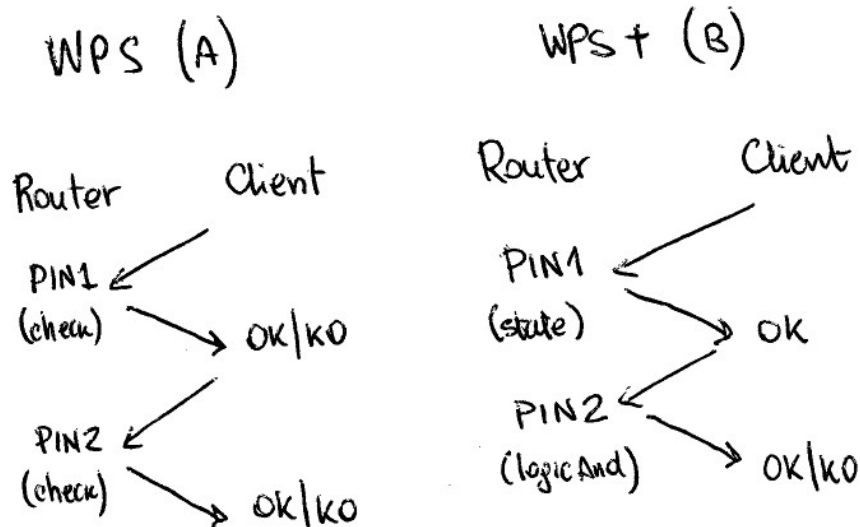 WPS (A)
Router Client
PIN1
(check)
OK/KO
PIN2
(check)
OK/KO
WPS+ (B)
Router Client
PIN1
(state)
OK
PIN2
(logicAnd)
OK/KO